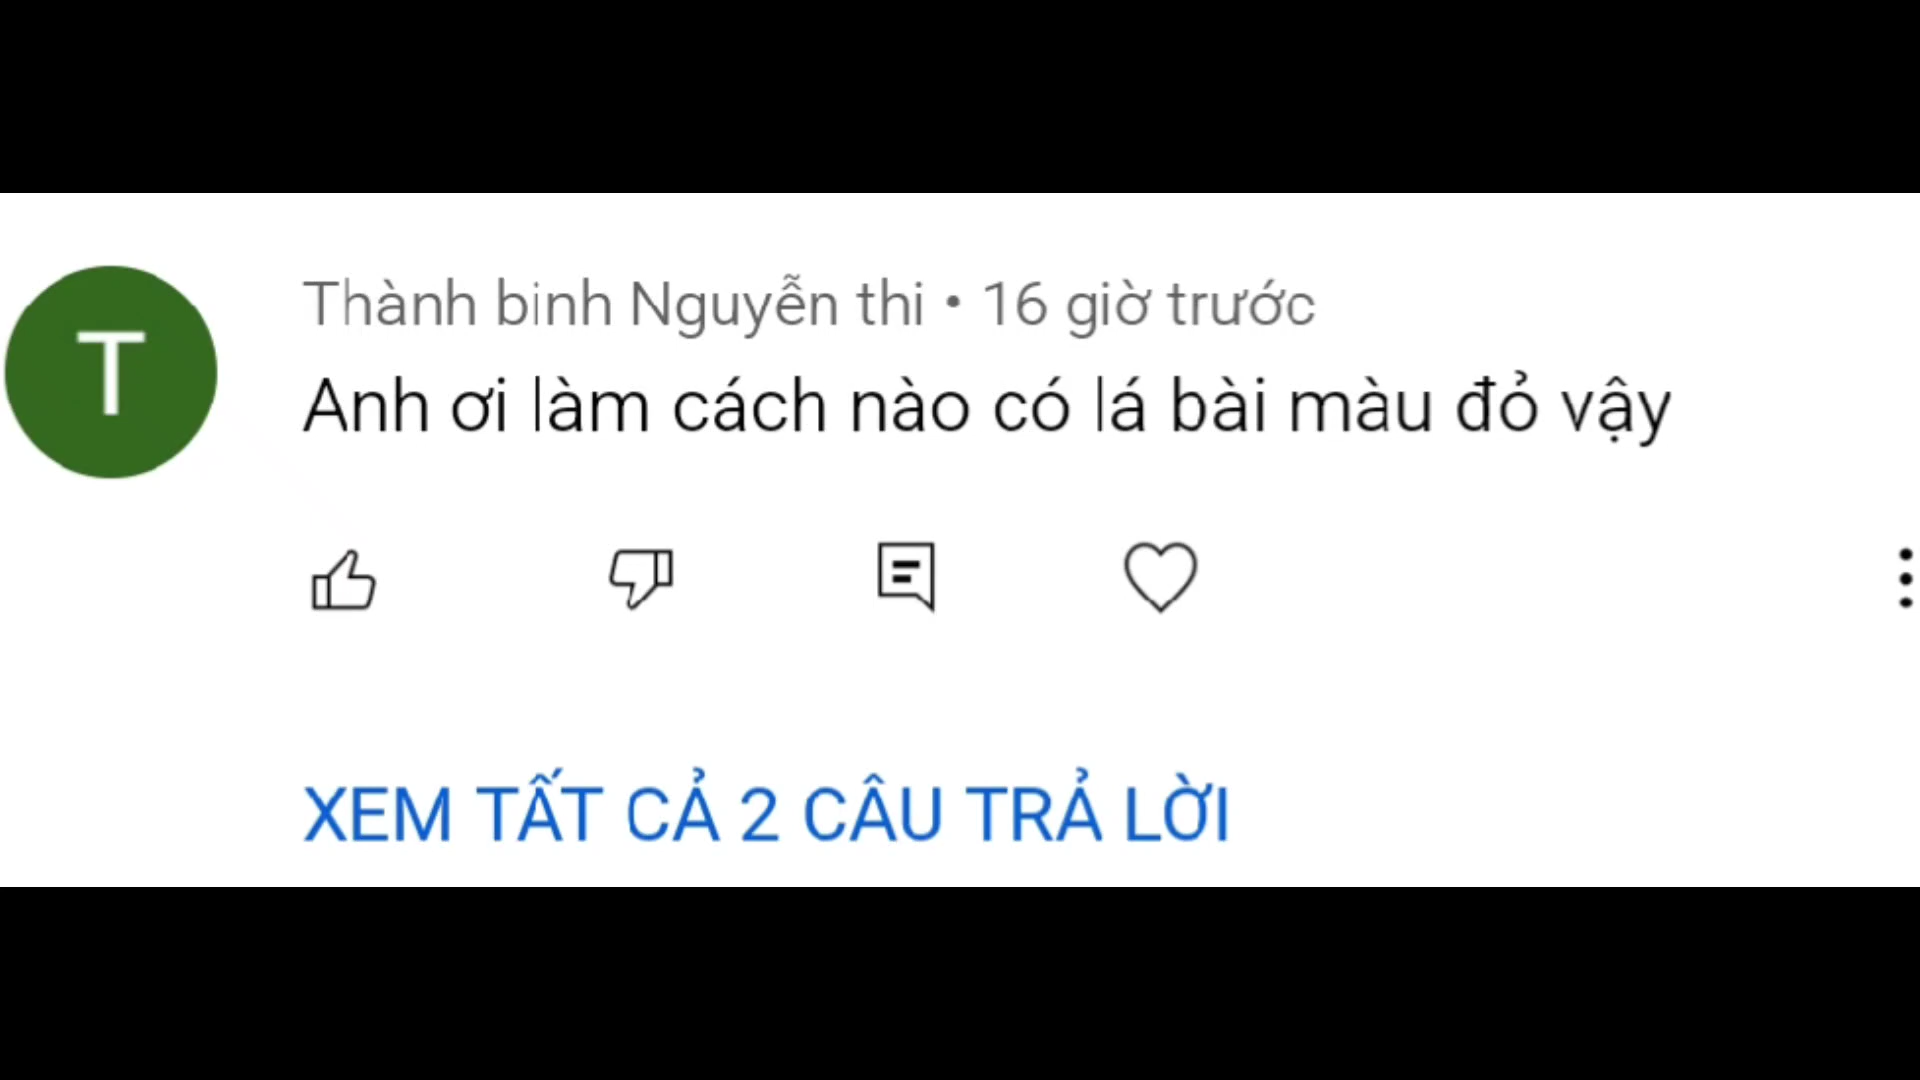 T
Thành binh Nguyễn thi • 16 giờ trước
Anh ơi làm cách nào có lá bài màu đỏ vậy
XEM TẤT CẢ 2 CÂU TRẢ LỜI